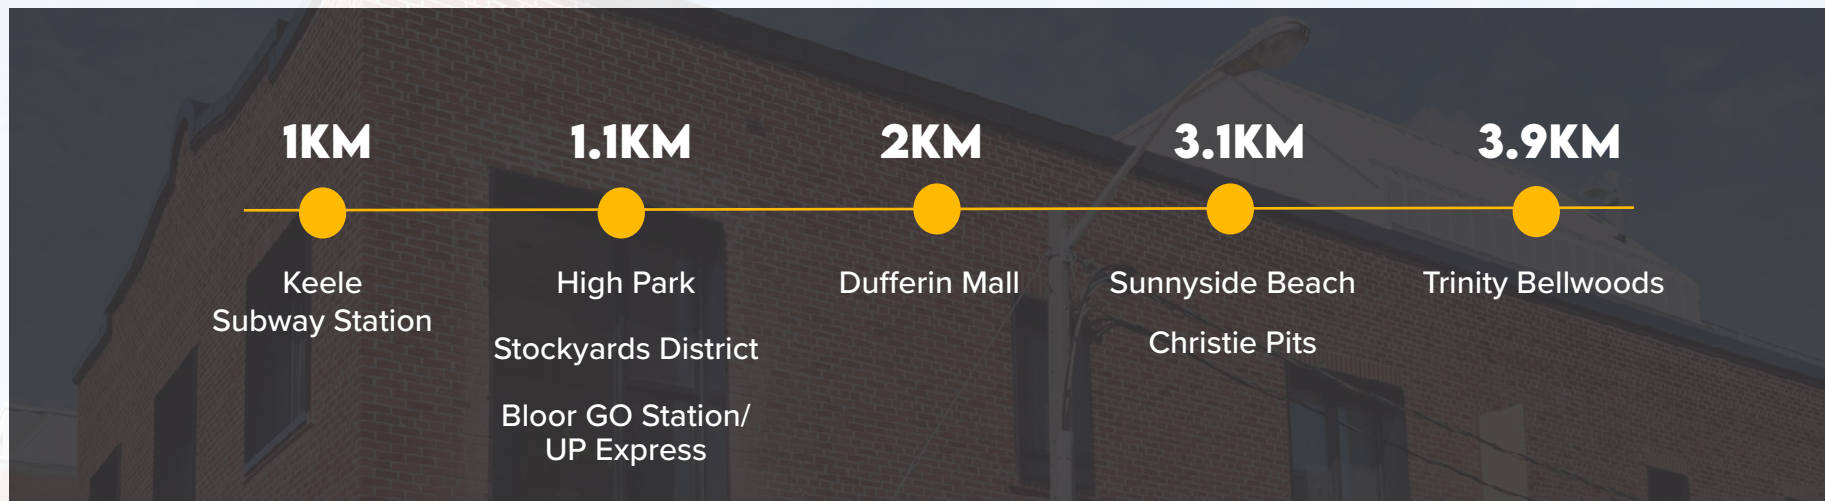 1KM
1.1KM
2KM
3.1KM
3.9KM
Keele
Subway Station
High Park
Stockyards District
Bloor GO Station/
UP Express
Dufferin Mall
Sunnyside Beach
Christie Pits
Trinity Bellwoods